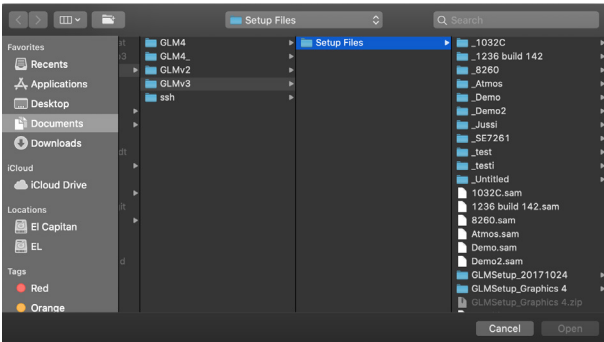 Setup Files
Search
Favorites
Recents
Applications
Desktop
Documents
Downloads
iCloud
iCloud Drive
Locations
El Capitan
EL
Tags
Red
Orange
GLM4
GLM4_
GLMv2
GLMv3
ssh
Setup Files
_1032C
_1236 build 142
_8260
_Atmos
_Demo
_Demo2
_Jussi
_SE7261
_test
_testi
_Untitled
1032C.sam
1236 build 142.sam
8260.sam
Atmos.sam
Demo.sam
Demo2.sam
GLMSetup_20171024
GLMSetup_Graphics 4
GLMSetup_Graphics 4.zip
Cancel
Open